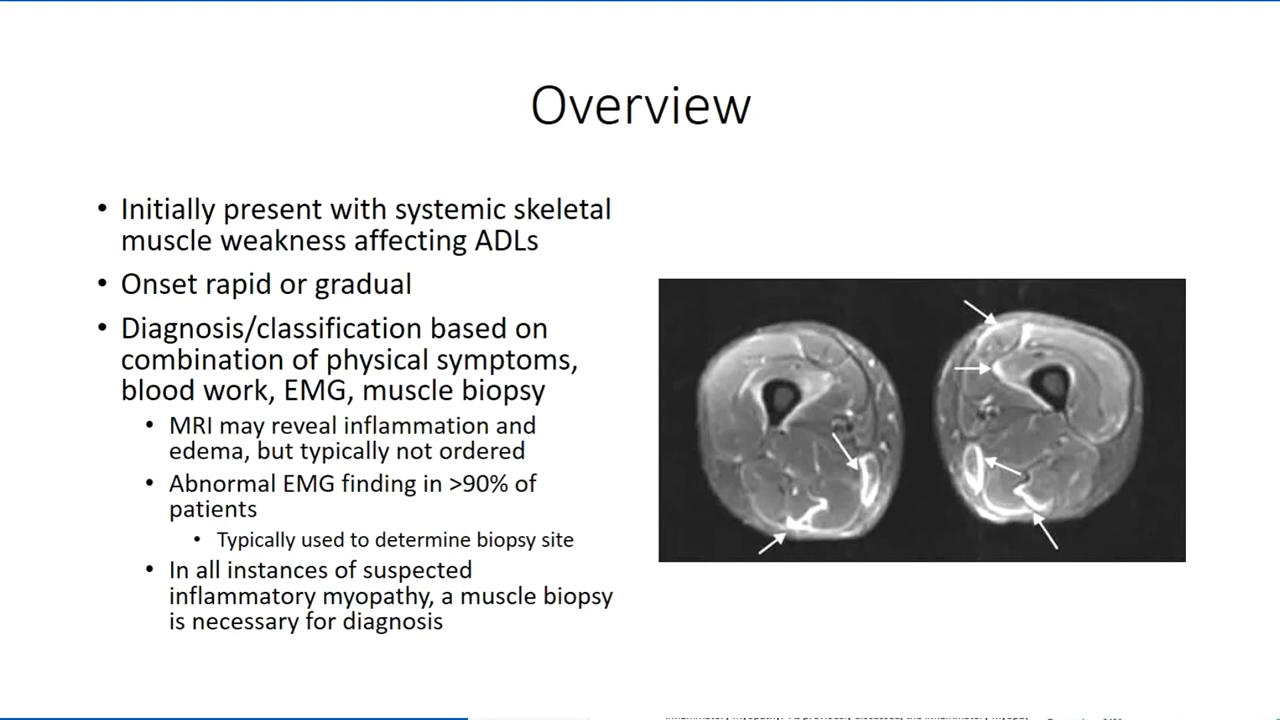 Overview
Initially present with systemic skeletal
muscle weakness affecting ADLs
Onset rapid or gradual
Diagnosis/classification based on
combination of physical symptoms,
blood work, EMG, muscle biopsy
MRI may reveal inflammation and
edema, but typically not ordered
Abnormal EMG finding in >90% of
patients
Typically used to determine biopsy site
In all instances of suspected
inflammatory myopathy, a muscle biopsy
is necessary for diagnosis